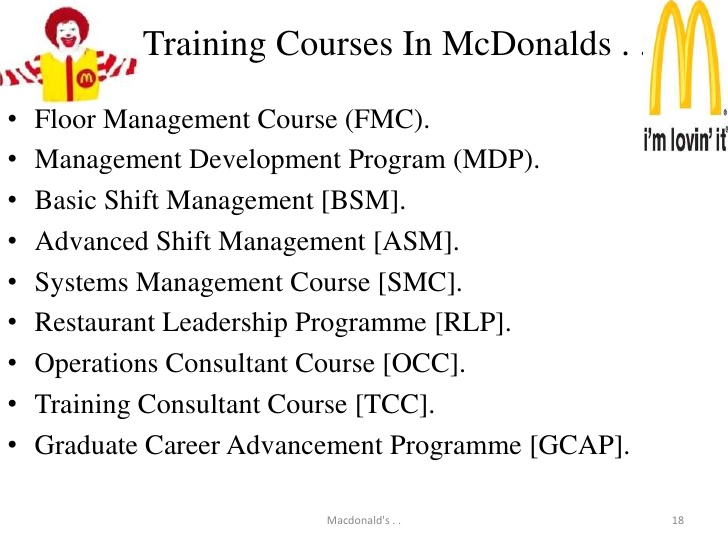 Training Courses In McDonalds . .
i'm lovin' it
• Floor Management Course (FMC).
• Management Development Program (MDP).
• Basic Shift Management [BSM].
• Advanced Shift Management [ASM].
• Systems Management Course [SMC].
• Restaurant Leadership Programme [RLP].
• Operations Consultant Course [OCC].
• Training Consultant Course [TCC].
• Graduate Career Advancement Programme [GCAP].
Macdonald's . .
18